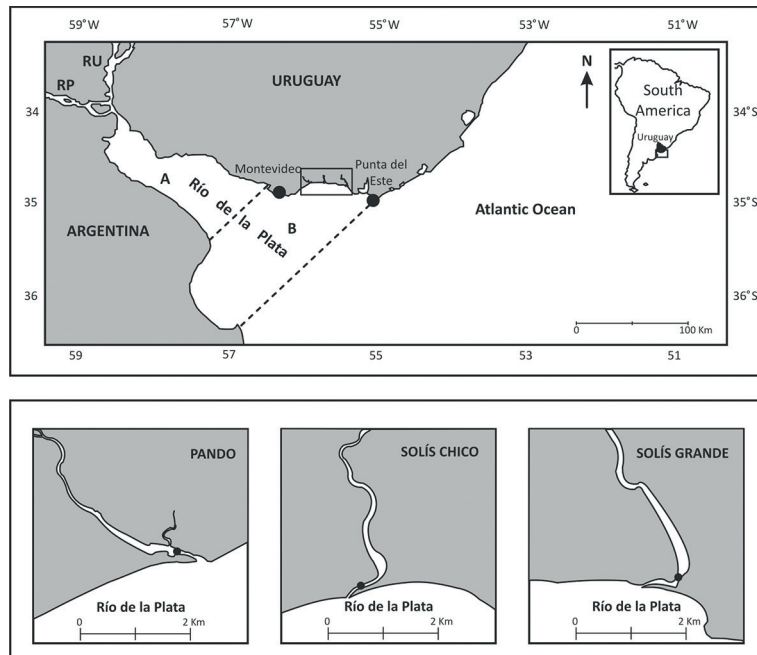 59°W
57°W
55°W
53°W
51°W
RU
RP
URUGUAY
N
South
America
Uruguay
34
34°S
Montevideo
Punta del
Este
A
Río de la Plata
B
35
35°S
Atlantic Ocean
ARGENTINA
36
36°S
0
100 Km
59
57
55
53
51
PANDO
SOLÍS CHICO
SOLÍS GRANDE
Río de la Plata
Río de la Plata
Río de la Plata
0
2 Km
0
2 Km
0
2 Km